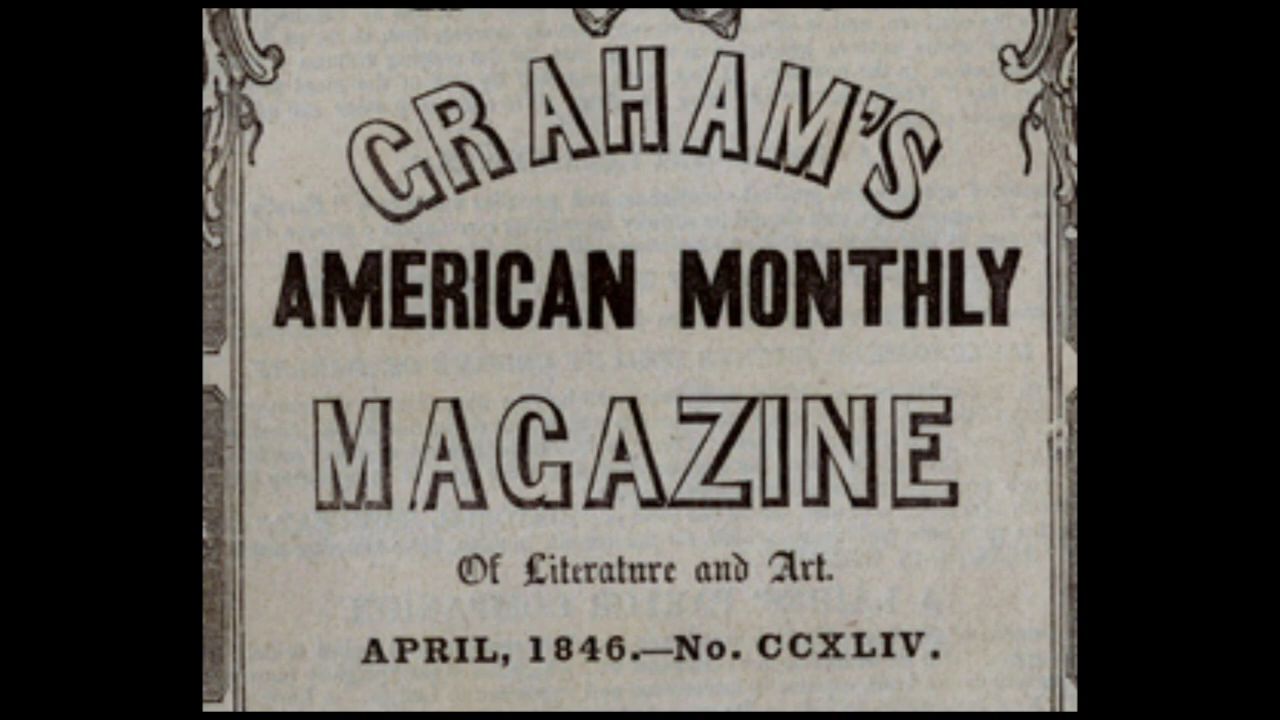 GRAHAM'S
AMERICAN MONTHLY
MAGAZINE
Of Literature and Art.
APRIL, 1846.—No. CCXLIV.